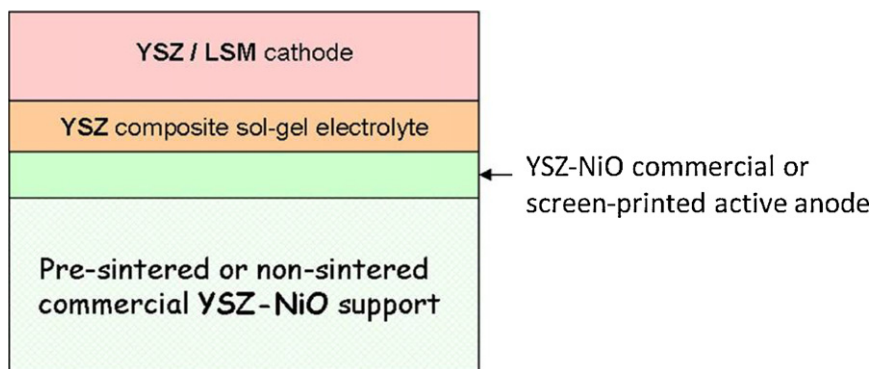 YSZ / LSM cathode
YSZ composite sol-gel electrolyte
YSZ-NiO commercial or
screen-printed active anode
Pre-sintered or non-sintered
commercial YSZ-NiO support